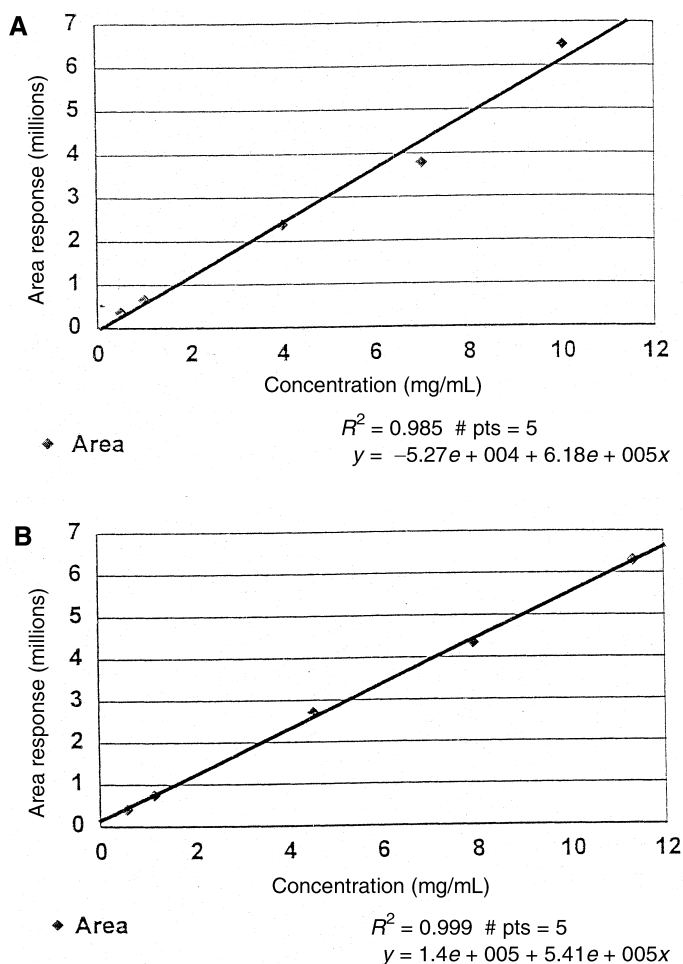 A
Area response (millions)
7
6
5
4
3
2
1
0
0 2 4 6 8 10 12
Concentration (mg/mL)
Area
R² = 0.985 # pts = 5
y = −5.27e + 004 + 6.18e + 005x
B
Area response (millions)
7
6
5
4
3
2
1
0
0 2 4 6 8 10 12
Concentration (mg/mL)
Area
R² = 0.999 # pts = 5
y = 1.4e + 005 + 5.41e + 005x